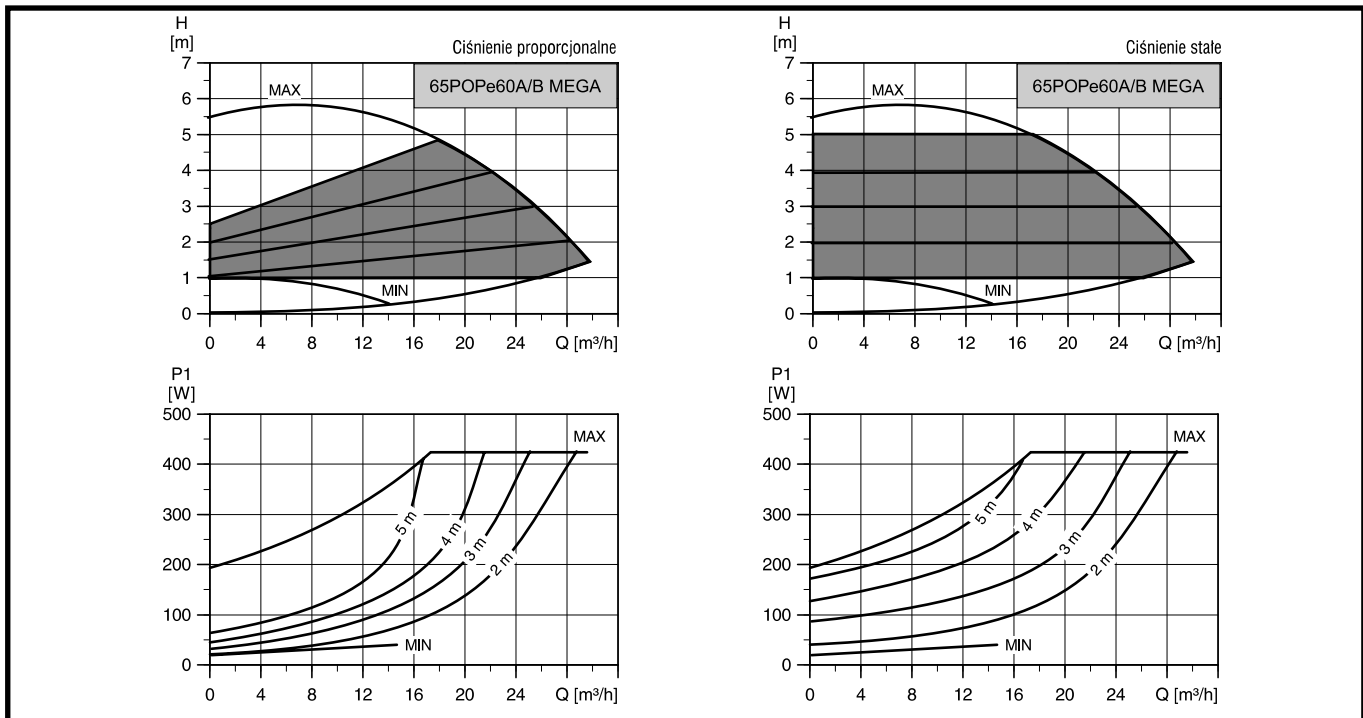 H
[m]
Ciśnienie proporcjonalne
7
65POPe60A/B MEGA
6
MAX
5
4
3
2
1
MIN
0
0 4 8 12 16 20 24 Q [m³/h]
H
[m]
Ciśnienie stałe
7
65POPe60A/B MEGA
6
MAX
5
4
3
2
1
MIN
0
0 4 8 12 16 20 24 Q [m³/h]
P1
[W]
500
MAX
400
300
5 m
4 m
3 m
2 m
200
100
MIN
0
0 4 8 12 16 20 24 Q [m³/h]
P1
[W]
500
MAX
400
300
5 m
4 m
3 m
2 m
200
100
MIN
0
0 4 8 12 16 20 24 Q [m³/h]